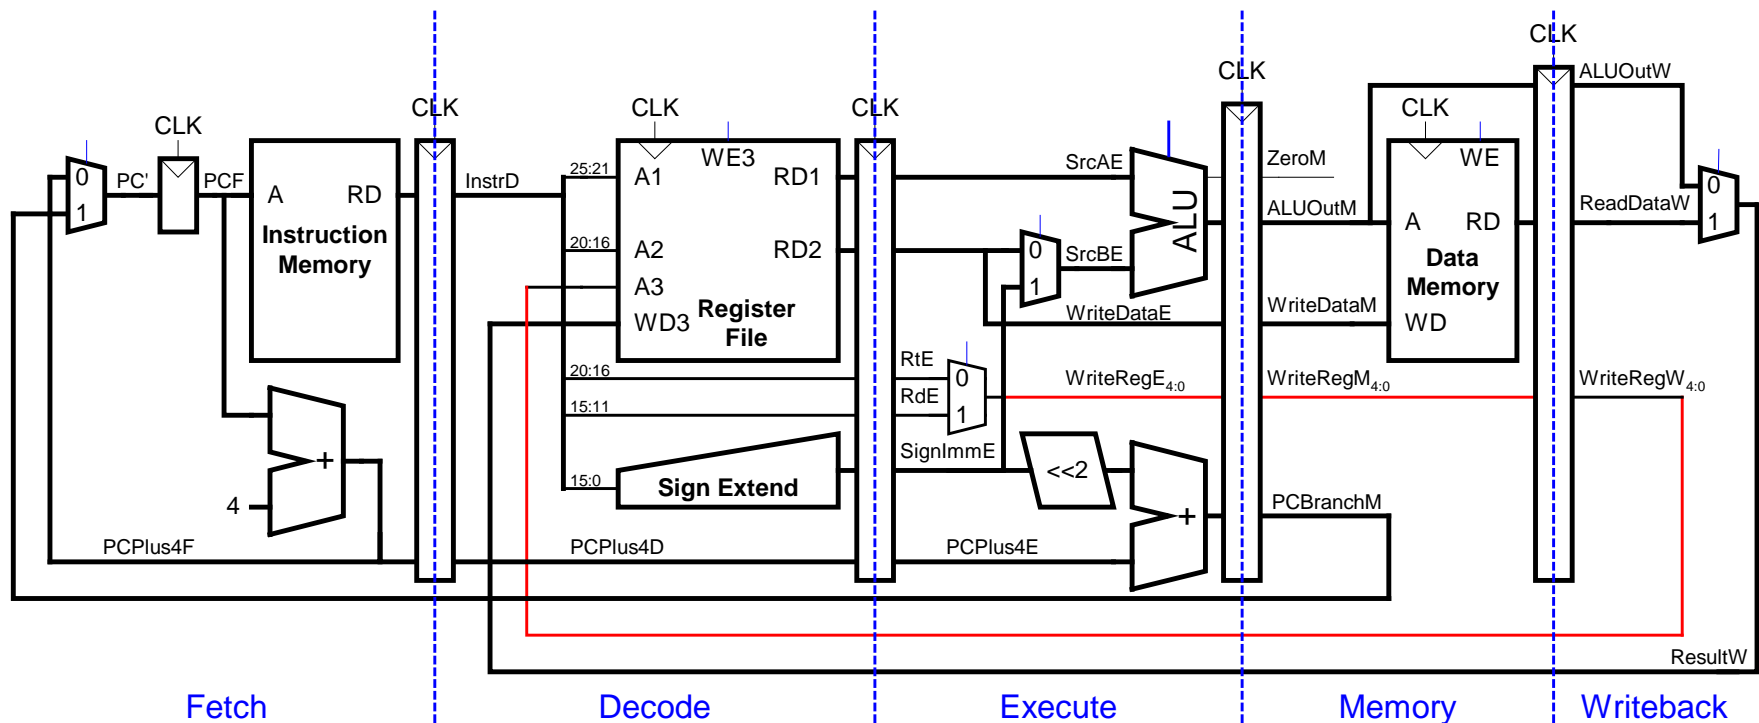 CLK
CLK
ALUOutW
CLK
CLK
CLK
CLK
CLK
CLK
0
1
PC'
PCF
A
RD
Instruction
Memory
InstrD
25:21
20:16
A1
A2
A3
WD3
WE3
RD1
RD2
Register
File
SrcAE
0
1
SrcBE
ALU
ZeroM
ALUOutM
WriteDataE
WriteDataM
A
RD
WE
Data
Memory
WD
ReadDataW
0
1
20:16
15:11
15:0
RtE
RdE
0
1
WriteRegE4:0
WriteRegM4:0
WriteRegW4:0
Sign Extend
SignImmE
<<2
+
4
+
PCBranchM
PCPlus4F
PCPlus4D
PCPlus4E
ResultW
Fetch
Decode
Execute
Memory
Writeback